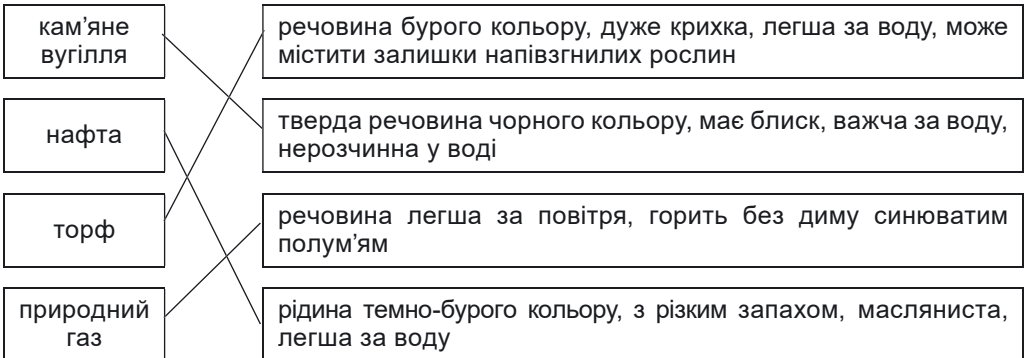 кам’яне
вугілля
речовина бурого кольору, дуже крихка, легша за воду, може
містити залишки напівзгнилих рослин
нафта
тверда речовина чорного кольору, має блиск, важча за воду,
нерозчинна у воді
торф
речовина легша за повітря, горить без диму синюватим
полум’ям
природний
газ
рідина темно-бурого кольору, з різким запахом, масляниста,
легша за воду